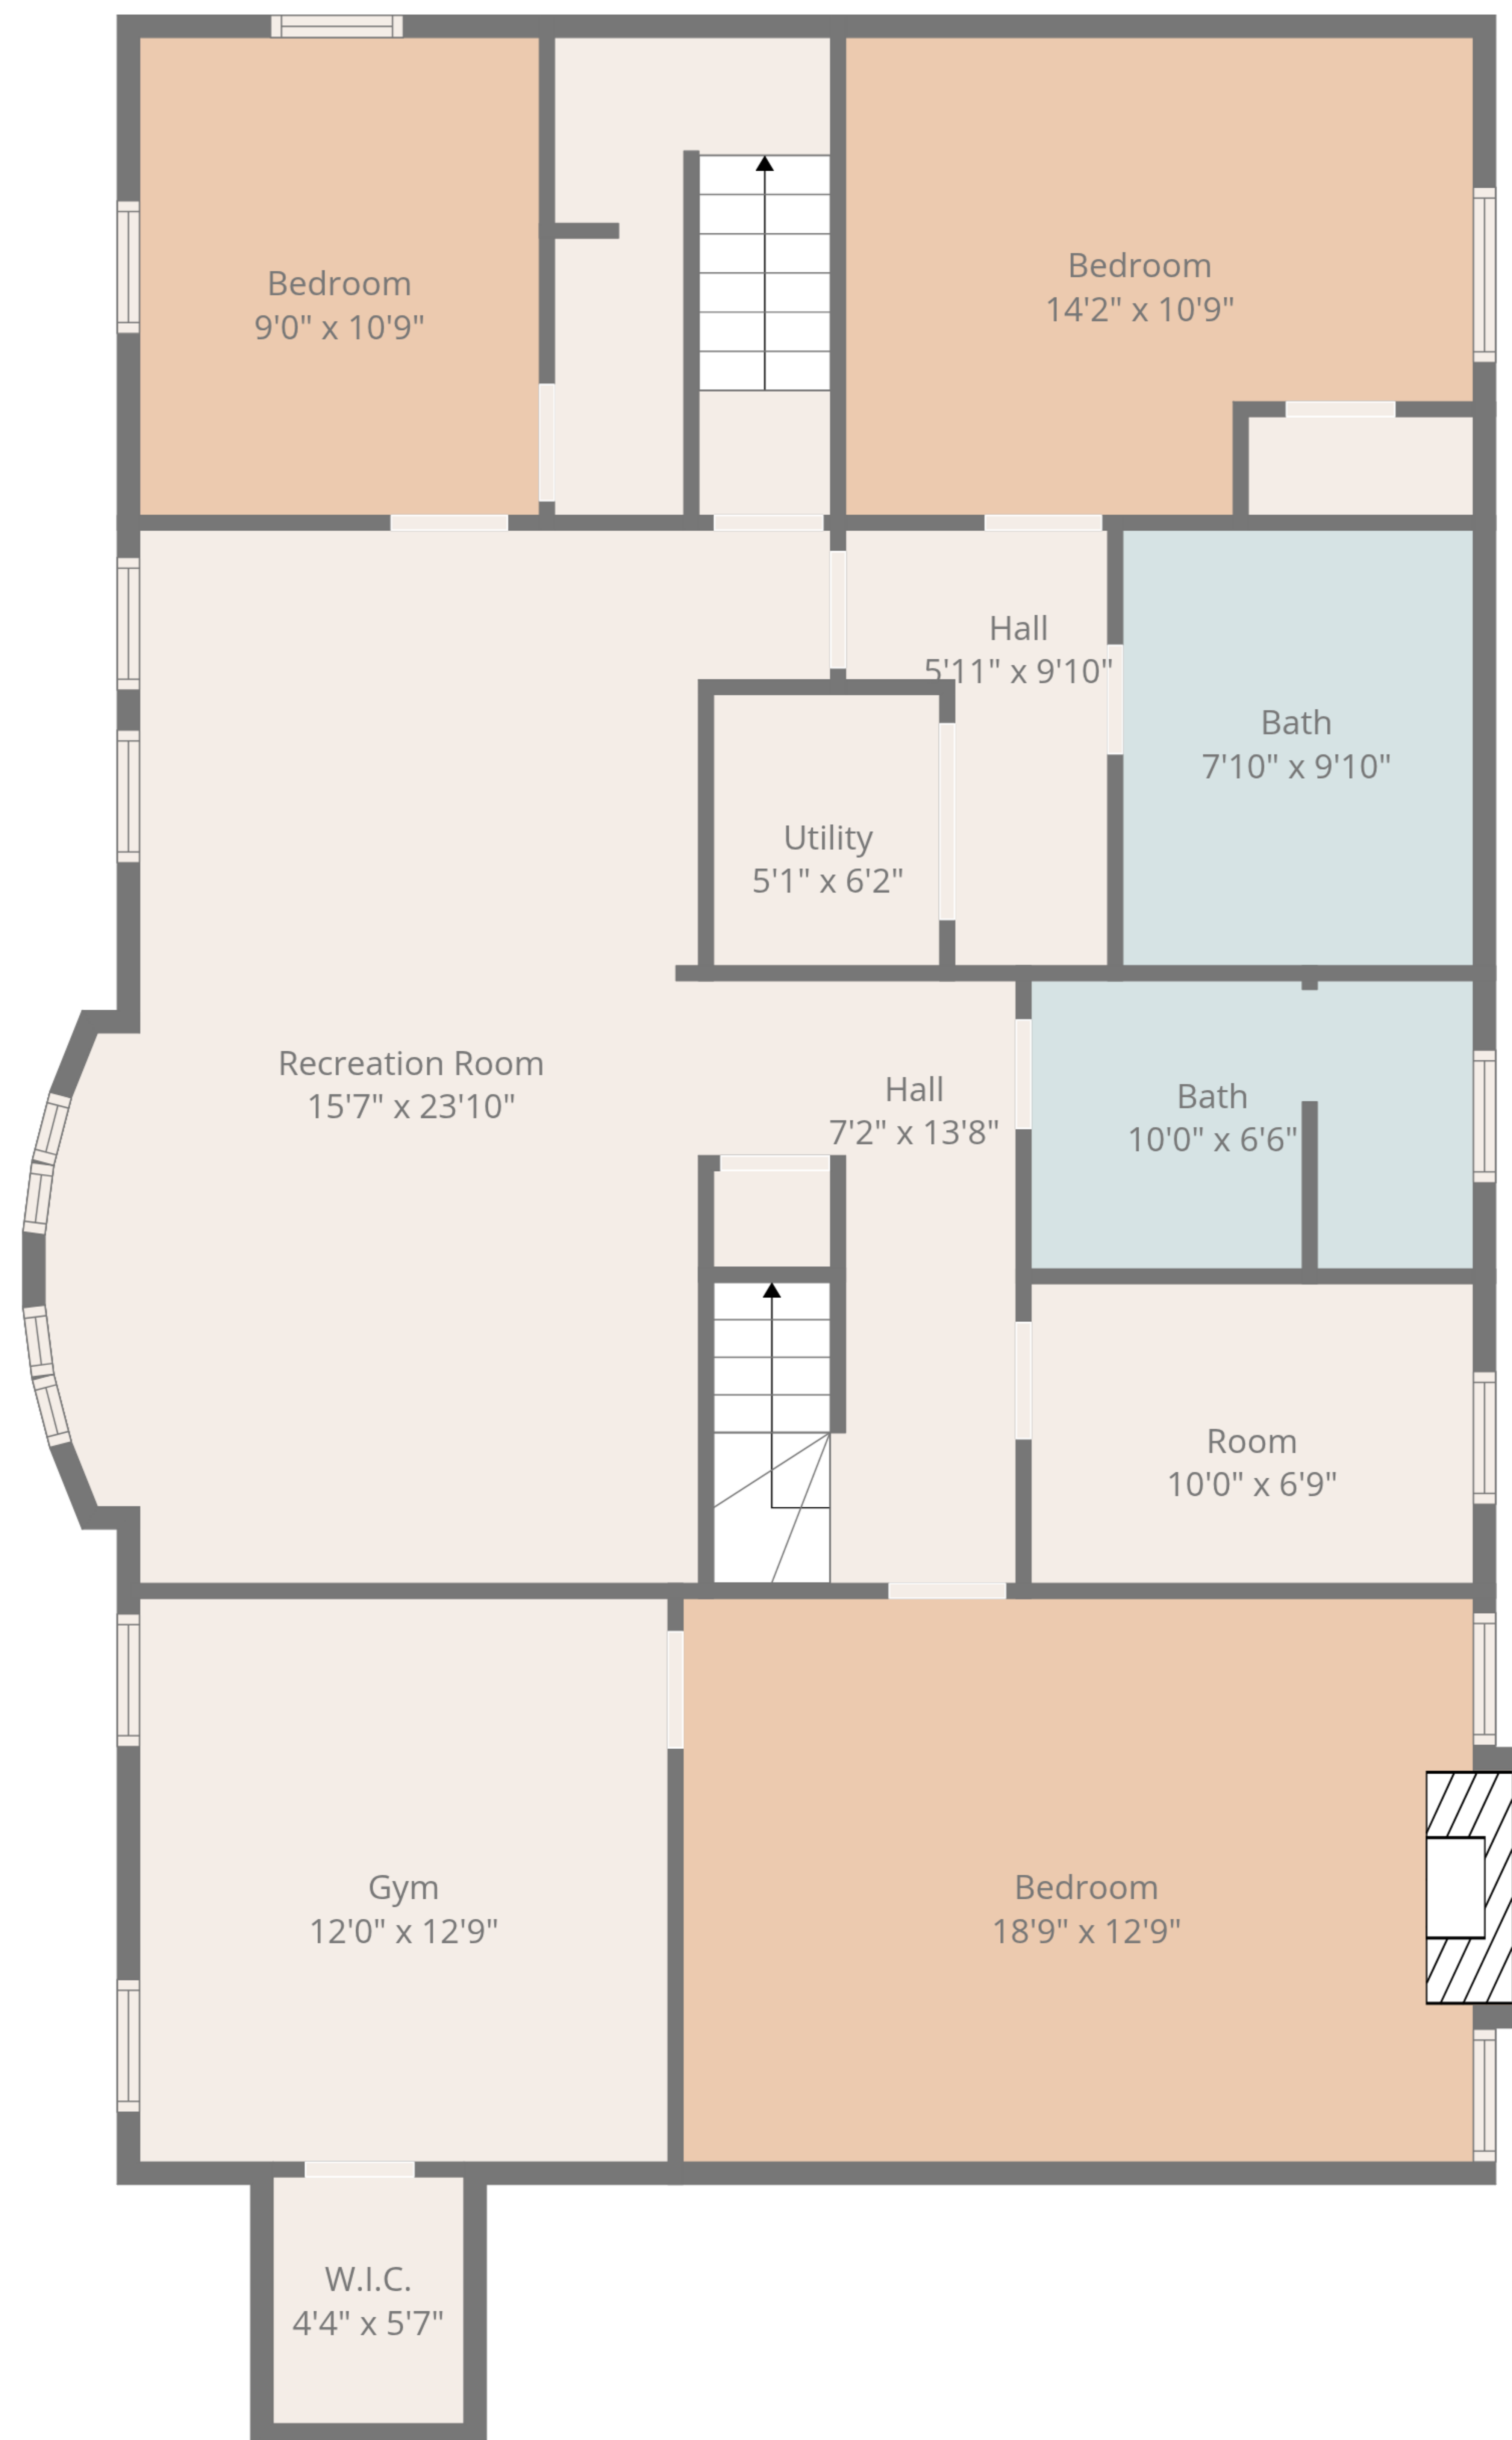 Bedroom
9'0" x 10'9"
Bedroom
14'2" x 10'9"
Hall
5'11" x 9'10"
Bath
7'10" x 9'10"
Utility
5'1" x 6'2"
Recreation Room
15'7" x 23'10"
Hall
7'2" x 13'8"
Bath
10'0" x 6'6"
Room
10'0" x 6'9"
Gym
12'0" x 12'9"
Bedroom
18'9" x 12'9"
W.I.C.
4'4" x 5'7"